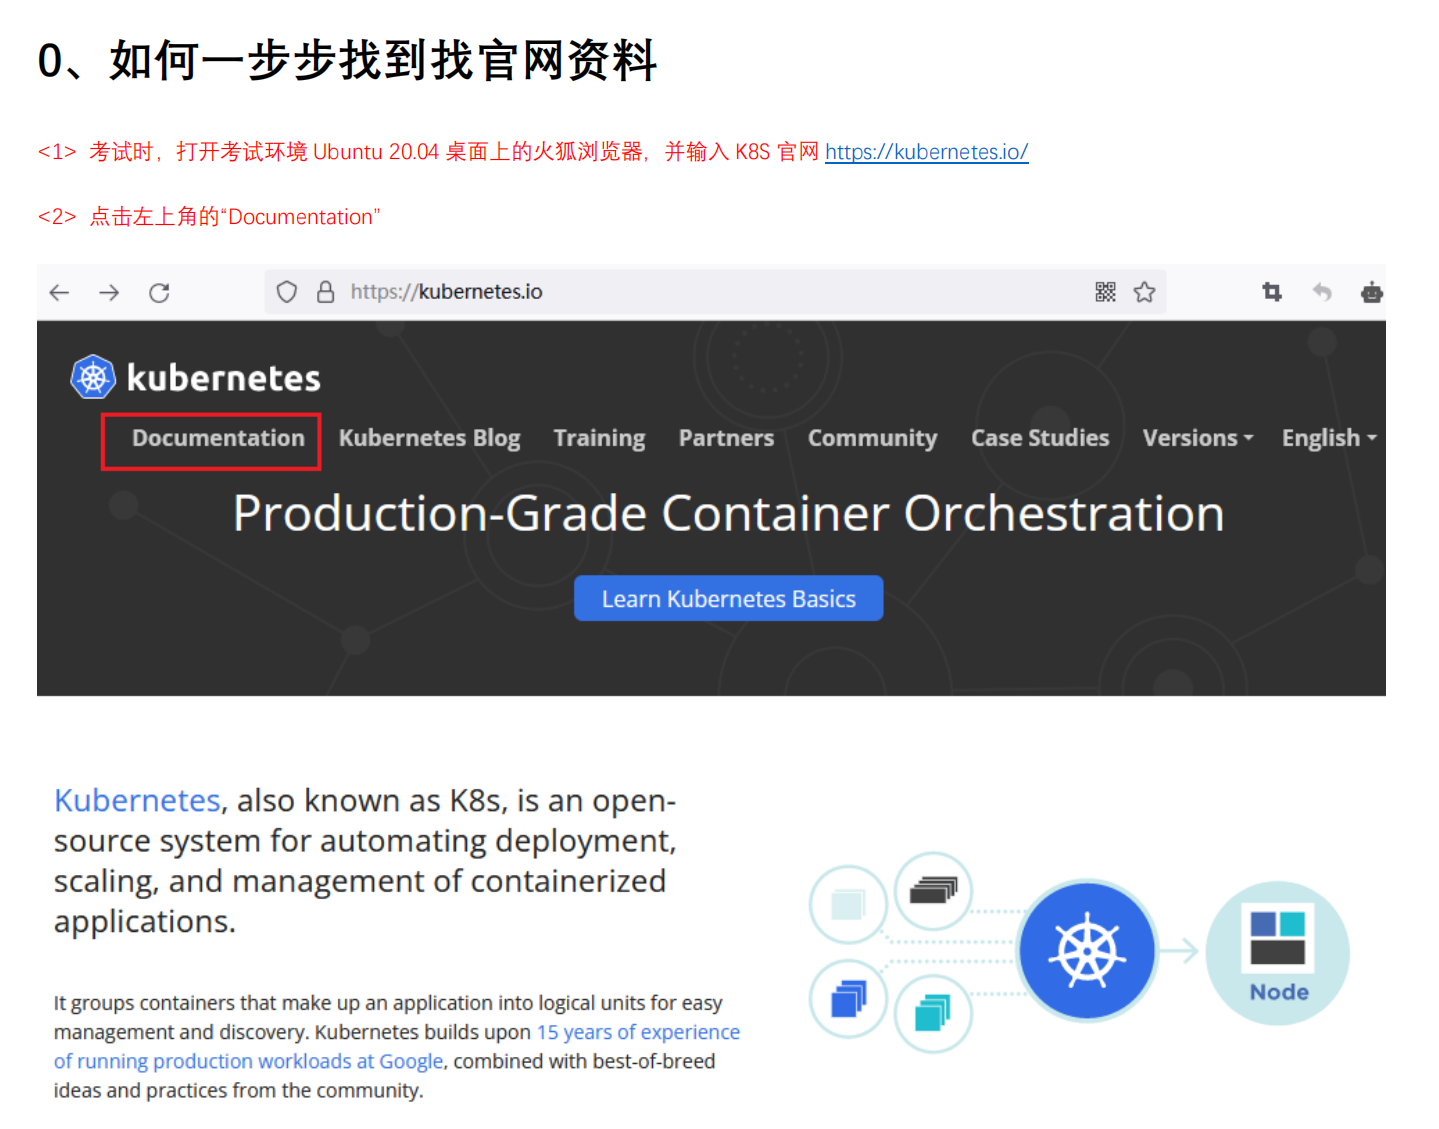 0、如何一步步找到找官网资料
<1> 考试时，打开考试环境 Ubuntu 20.04 桌面上的火狐浏览器，并输入 K8S 官网 https://kubernetes.io/
<2> 点击左上角的“Documentation”
https://kubernetes.io
kubernetes
Documentation Kubernetes Blog Training Partners Community Case Studies Versions English
Production-Grade Container Orchestration
Learn Kubernetes Basics
Kubernetes, also known as K8s, is an open-
source system for automating deployment,
scaling, and management of containerized
applications.
It groups containers that make up an application into logical units for easy
management and discovery. Kubernetes builds upon 15 years of experience
of running production workloads at Google, combined with best-of-breed
ideas and practices from the community.
Node